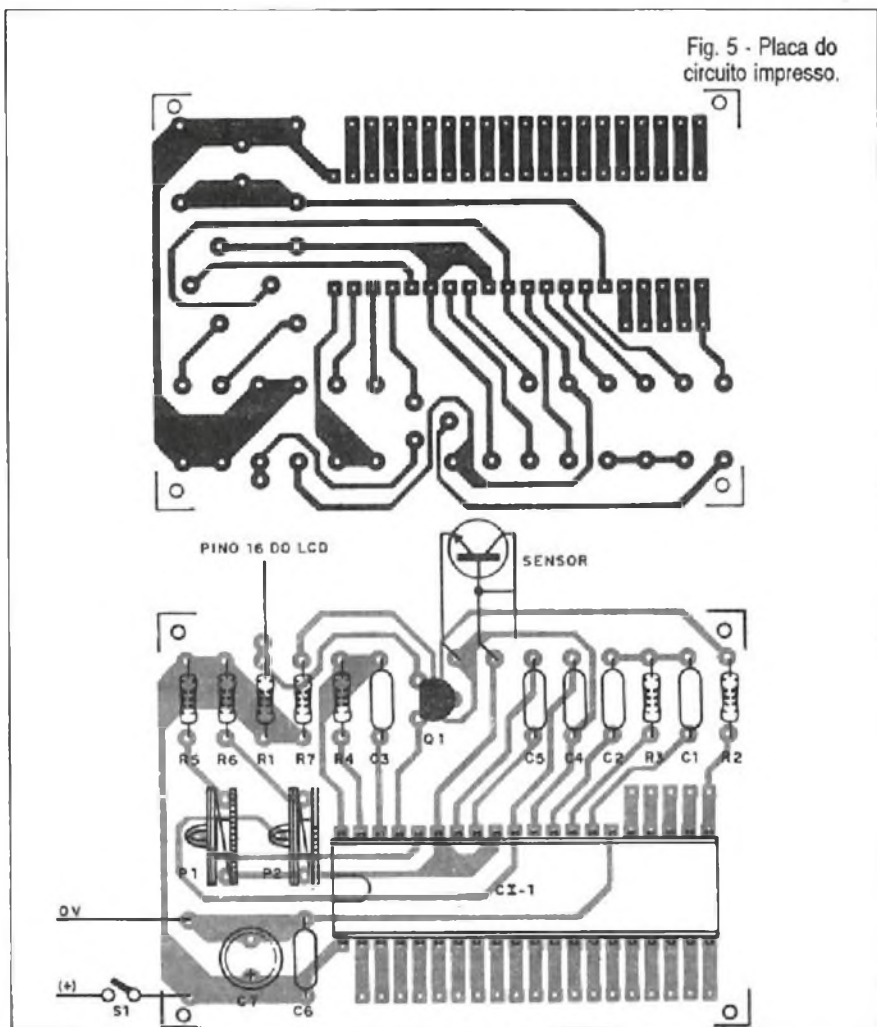 Fig. 5 - Placa do
circuito impresso.
PINO 16 DO LCD
SENSOR
Q1
R5 R6 R1 R7 R4 C3 C5 C4 C2 R3 C1 R2
P1 P2
CI-1
0V
(+)
S1 C7 C6